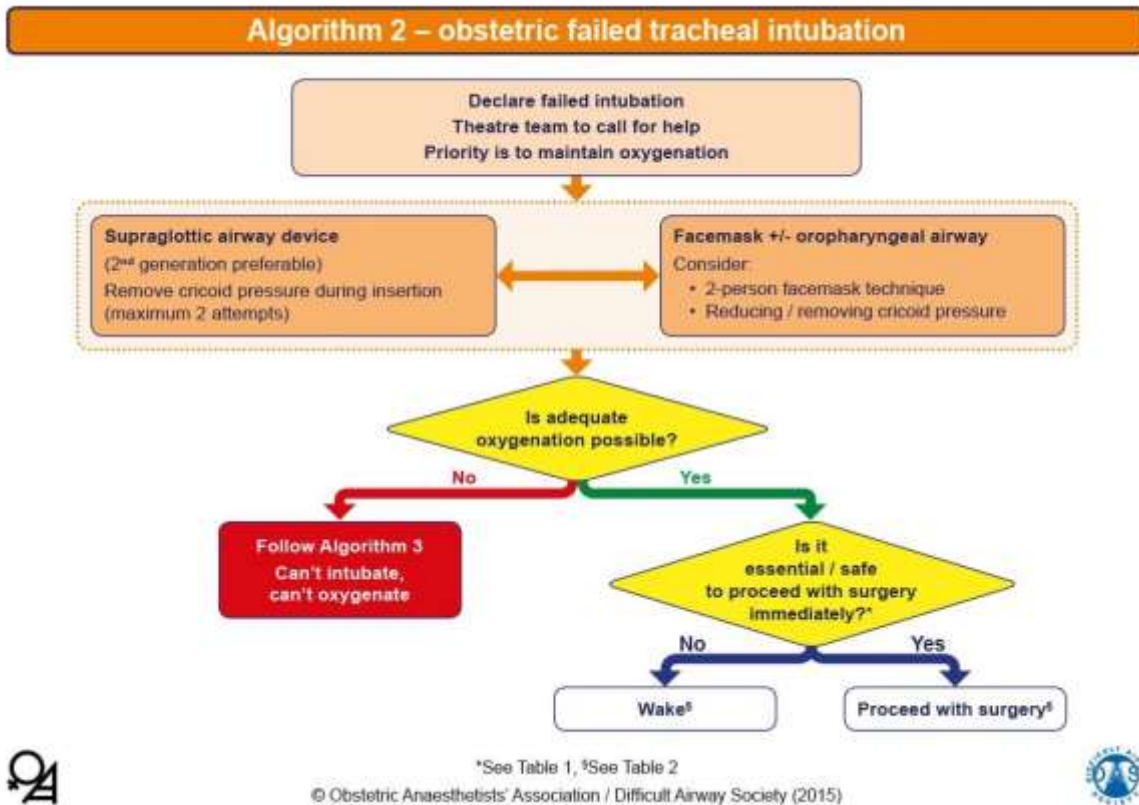 Algorithm 2 – obstetric failed tracheal intubation
Declare failed intubation
Theatre team to call for help
Priority is to maintain oxygenation
Supraglottic airway device
(2nd generation preferable)
Remove cricoid pressure during insertion
(maximum 2 attempts)
Facemask +/- oropharyngeal airway
Consider:
• 2-person facemask technique
• Reducing / removing cricoid pressure
Is adequate
oxygenation possible?
No
Yes
Follow Algorithm 3
Can't intubate,
can't oxygenate
Is it
essential / safe
to proceed with surgery
immediately?*
No
Yes
Wake§
Proceed with surgery§
*See Table 1, §See Table 2
© Obstetric Anaesthetists' Association / Difficult Airway Society (2015)